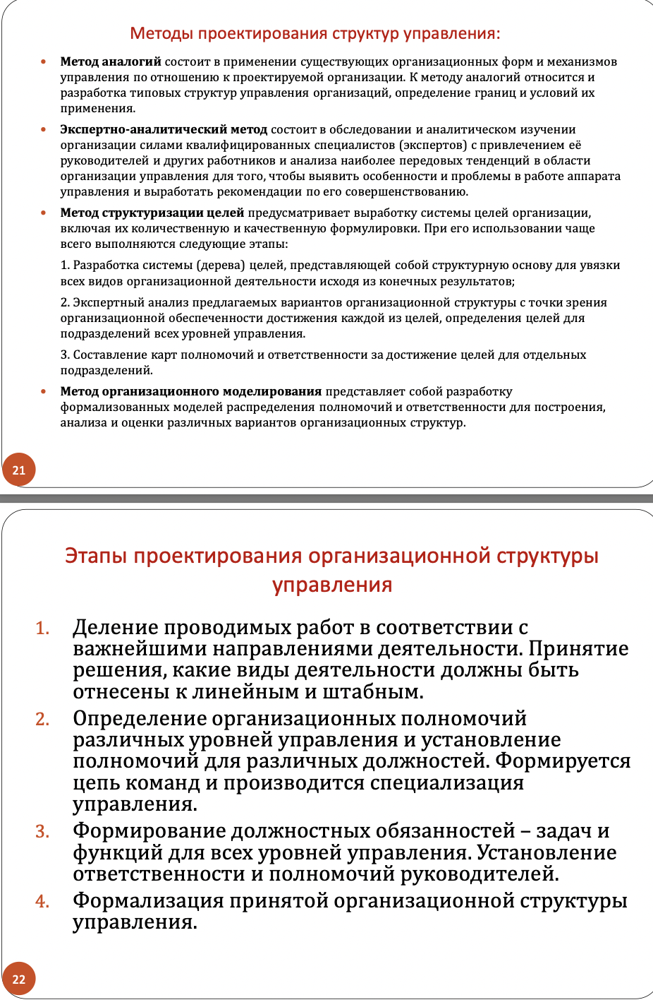 Методы проектирования структур управления:
• Метод аналогий состоит в применении существующих организационных форм и механизмов
управления по отношению к проектируемой организации. К методу аналогий относится и
разработка типовых структур управления организаций, определение границ и условий их
применения.
• Экспертно-аналитический метод состоит в обследовании и аналитическом изучении
организации силами квалифицированных специалистов (экспертов) с привлечением её
руководителей и других работников и анализа наиболее передовых тенденций в области
организации управления для того, чтобы выявить особенности и проблемы в работе аппарата
управления и выработать рекомендации по его совершенствованию.
• Метод структуризации целей предусматривает выработку системы целей организации,
включая их количественную и качественную формулировки. При его использовании чаще
всего выполняются следующие этапы:
1. Разработка системы (дерева) целей, представляющей собой структурную основу для увязки
всех видов организационной деятельности исходя из конечных результатов;
2. Экспертный анализ предлагаемых вариантов организационной структуры с точки зрения
организационной обеспеченности достижения каждой из целей, определения целей для
подразделений всех уровней управления.
3. Составление карт полномочий и ответственности за достижение целей для отдельных
подразделений.
• Метод организационного моделирования представляет собой разработку
формализованных моделей распределения полномочий и ответственности для построения,
анализа и оценки различных вариантов организационных структур.
21
Этапы проектирования организационной структуры
управления
1. Деление проводимых работ в соответствии с
важнейшими направлениями деятельности. Принятие
решения, какие виды деятельности должны быть
отнесены к линейным и штабным.
2. Определение организационных полномочий
различных уровней управления и установление
полномочий для различных должностей. Формируется
цепь команд и производится специализация
управления.
3. Формирование должностных обязанностей – задач и
функций для всех уровней управления. Установление
ответственности и полномочий руководителей.
4. Формализация принятой организационной структуры
управления.
22